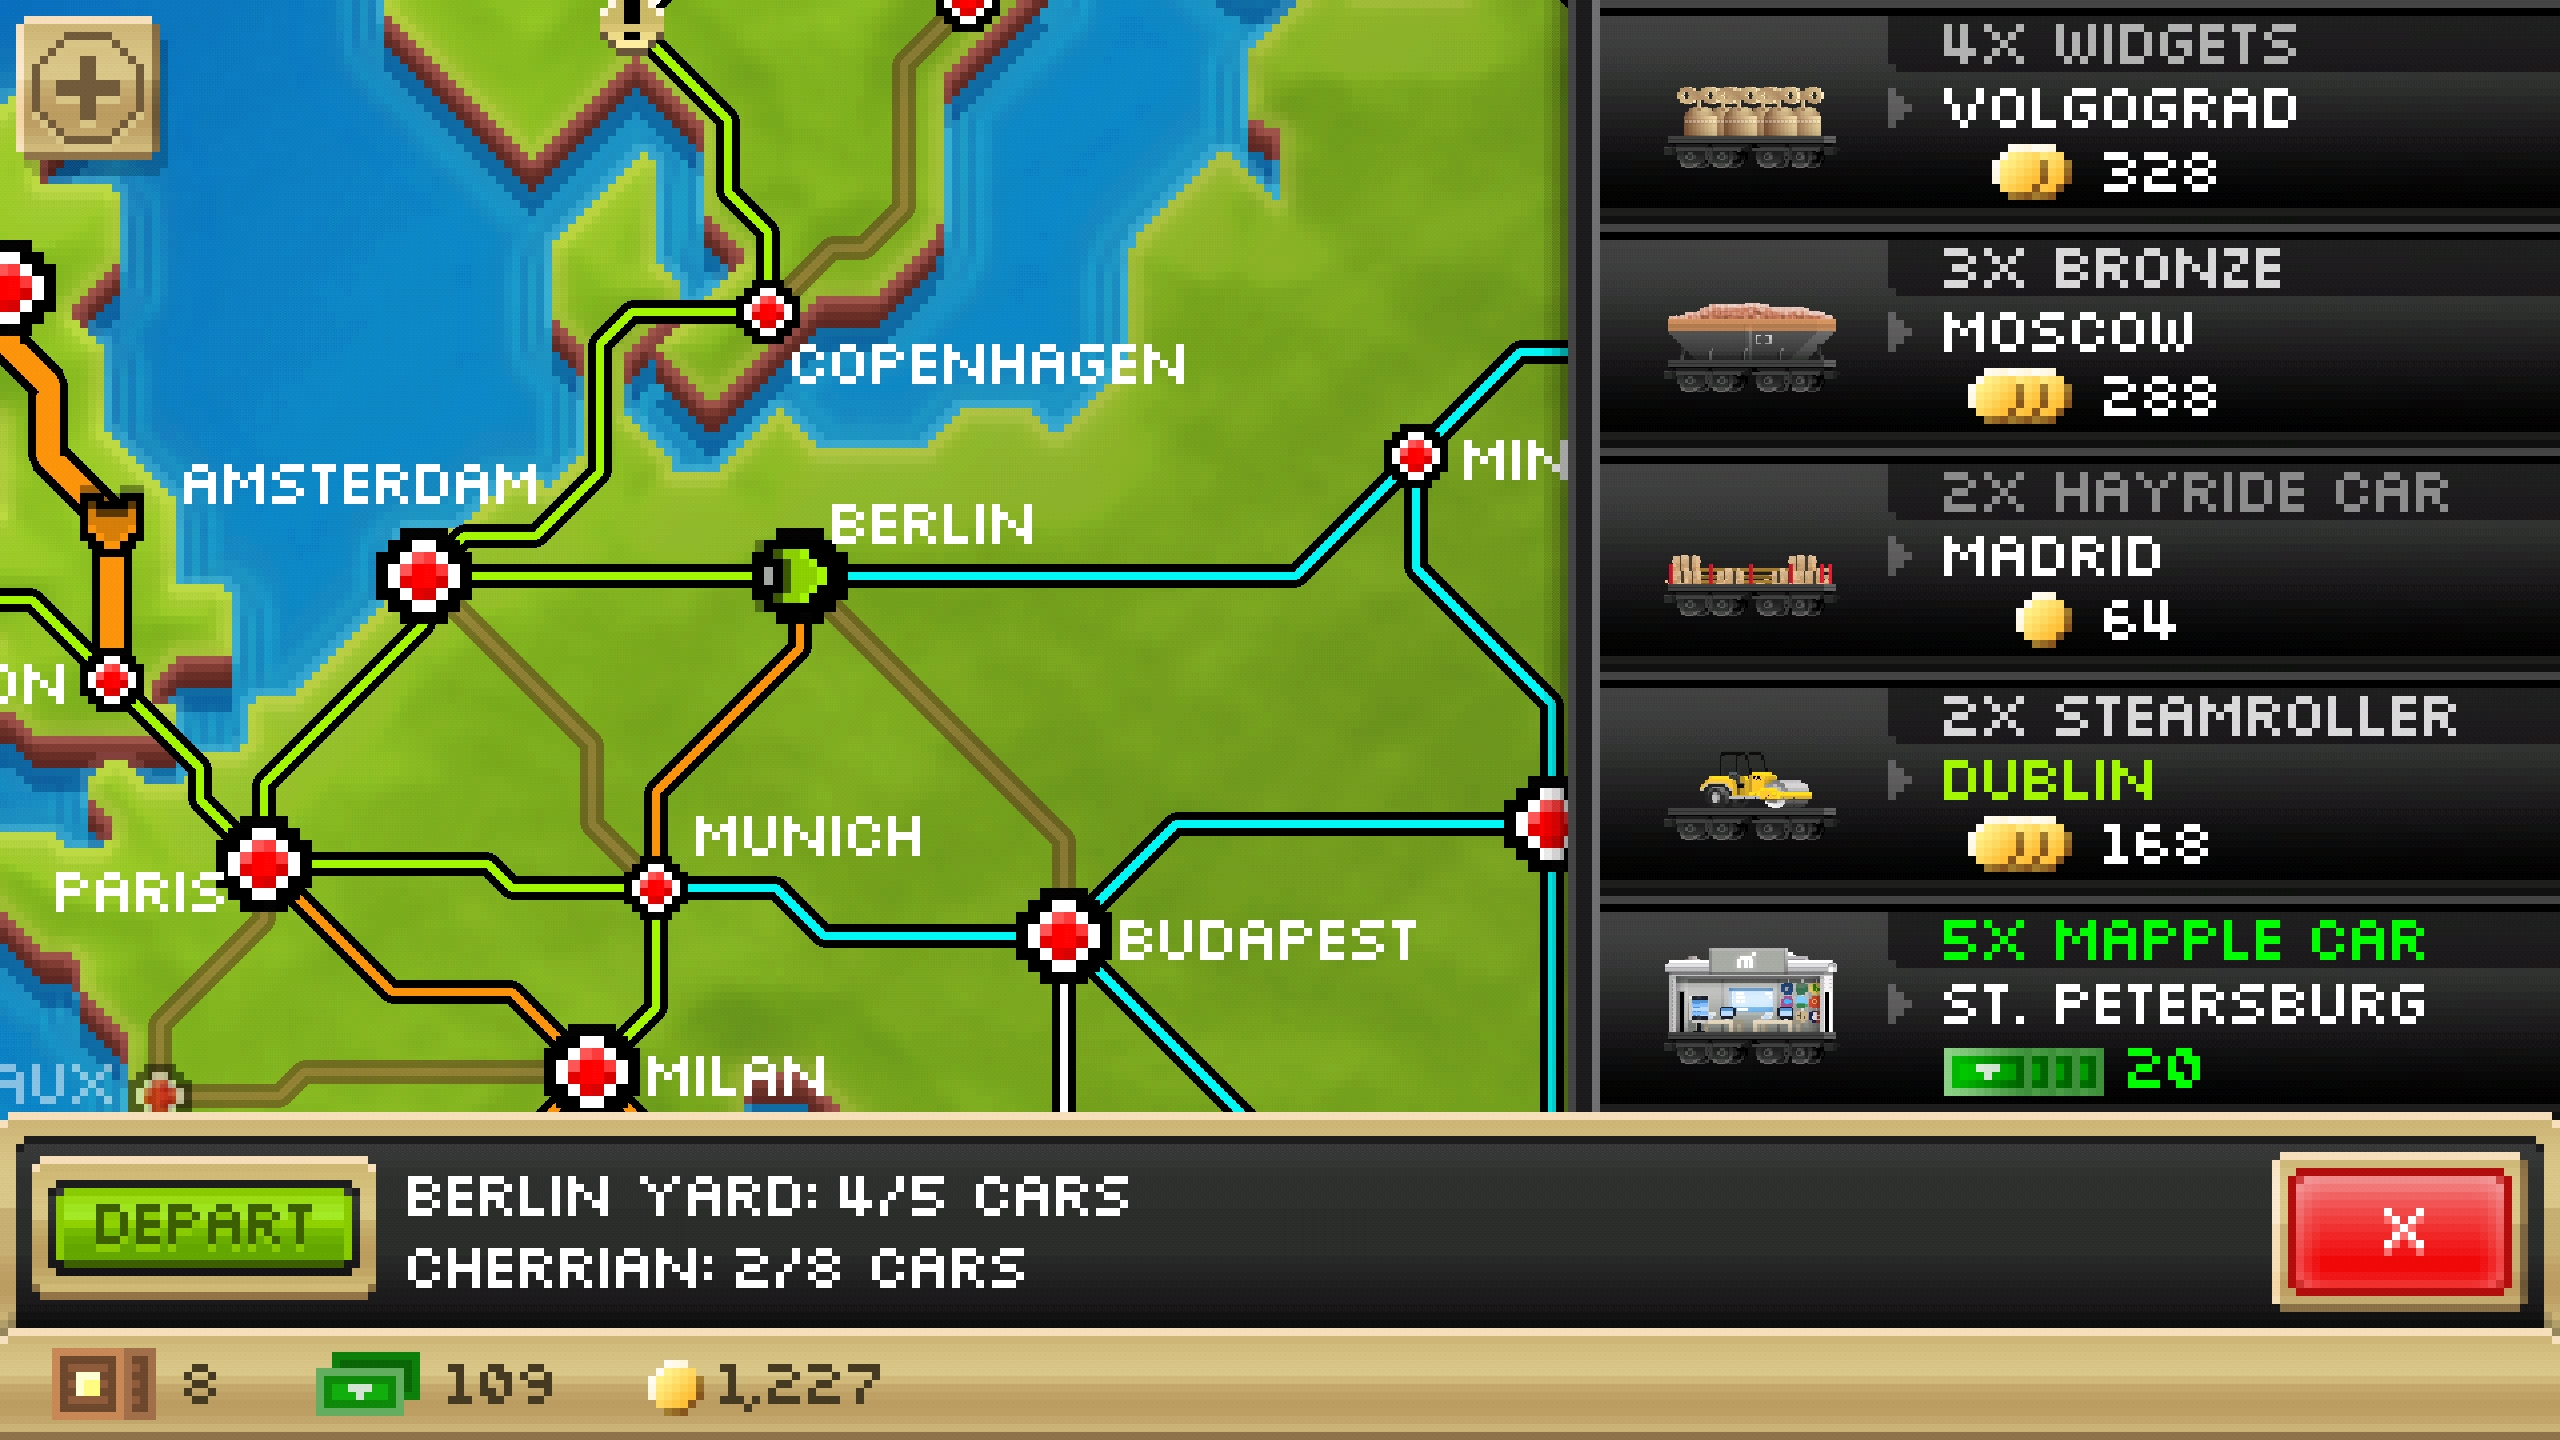 COPENHAGEN
AMSTERDAM
BERLIN
MIN
ON
MUNICH
PARIS
BUDAPEST
MILAN
AUX
4X WIDGETS
VOLGOGRAD
328
3X BRONZE
MOSCOW
288
2X HAYRIDE CAR
MADRID
64
2X STEAMROLLER
DUBLIN
168
5X MAPPLE CAR
ST. PETERSBURG
20
DEPART
BERLIN YARD: 4/5 CARS
CHERRIAN: 2/8 CARS
X
8
109
1,227